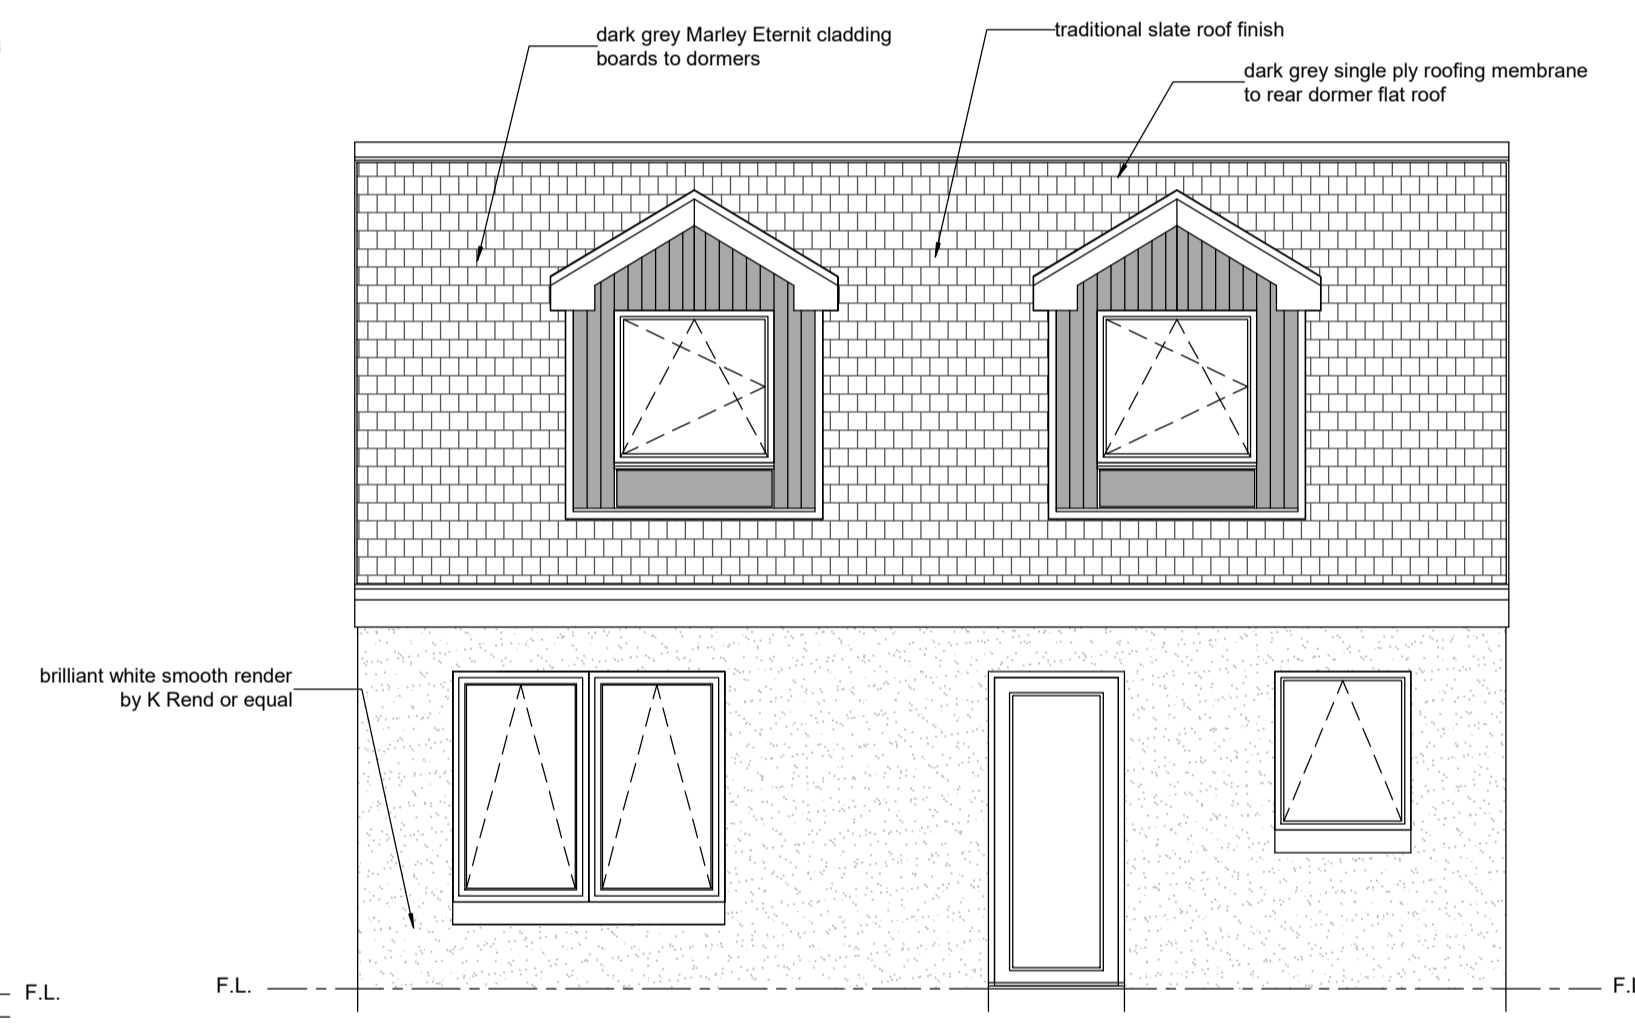 dark grey Marley Eternit cladding
boards to dormers
traditional slate roof finish
dark grey single ply roofing membrane
to rear dormer flat roof
brilliant white smooth render
by K Rend or equal
F.L.
F.L.